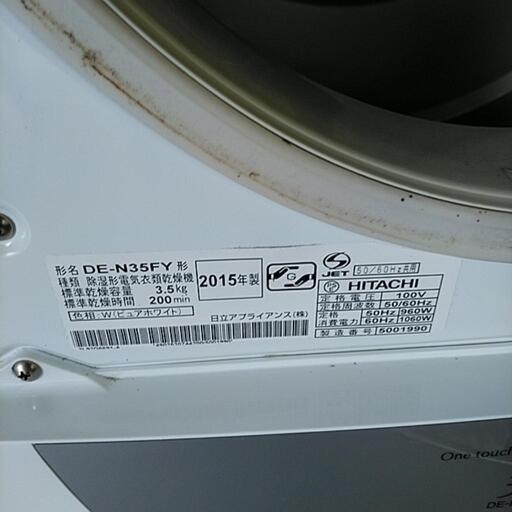 形名 DE-N35FY 形
種類 除湿形電気衣類乾燥機
標準乾燥容量 3.5kg
標準乾燥時間 200min
色相:W(ピュアホワイト)
2015年製
G
日立アプライアンス(株)
S
JET
50/60Hz共用
HITACHI
定格電圧 100V
定格周波数 50/60Hz
定格消費電力 50Hz 960W
60Hz 1060W
製造番号 5001990
One touch
DE-